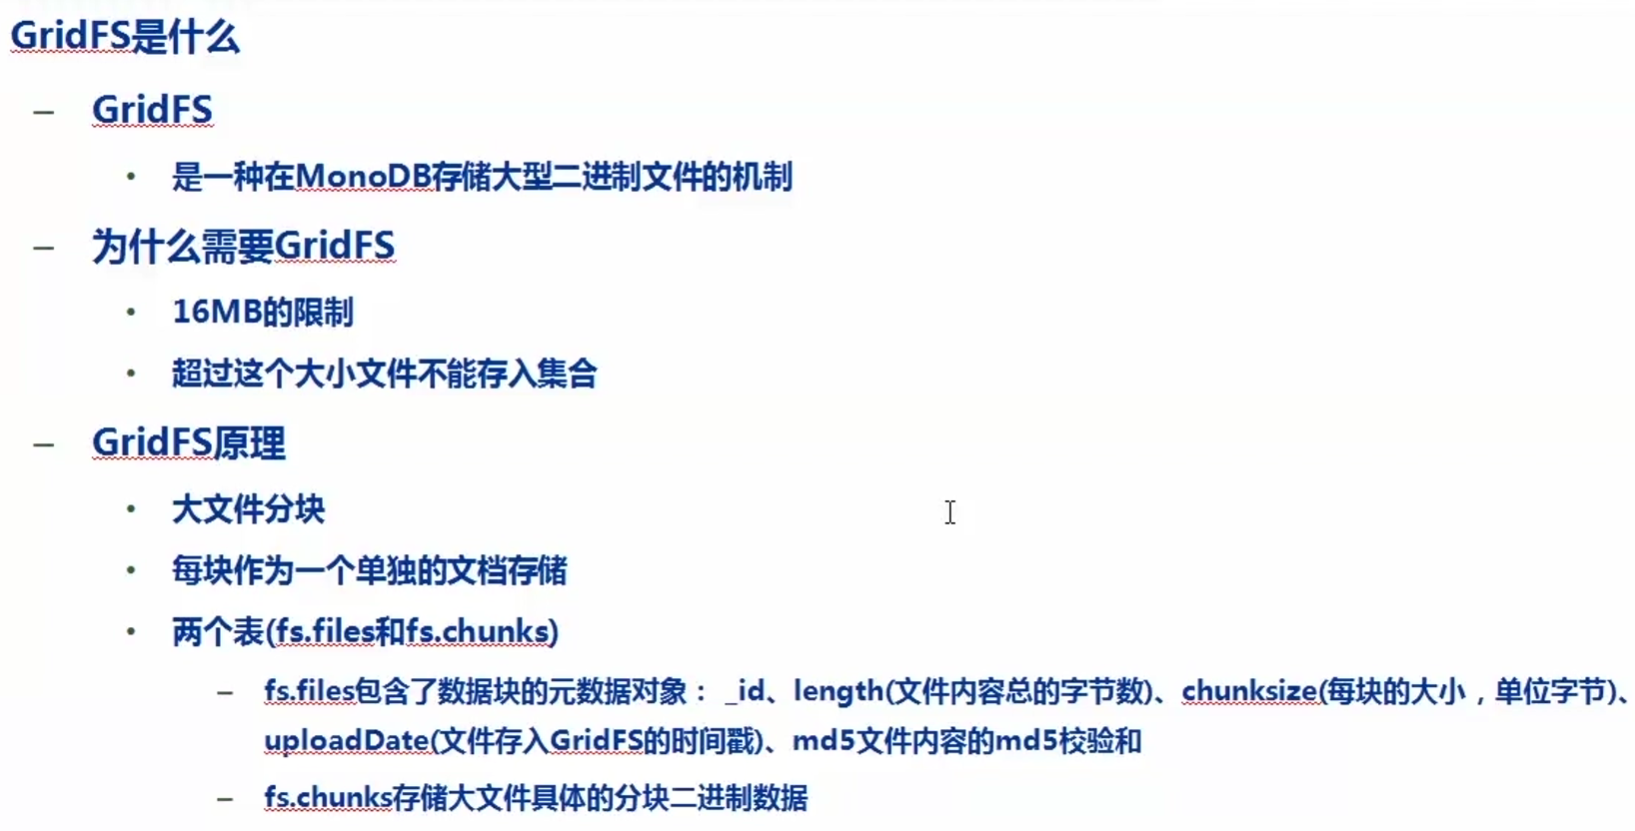 GridFS是什么
– GridFS
• 是一种在MonoDB存储大型二进制文件的机制
– 为什么需要GridFS
• 16MB的限制
• 超过这个大小文件不能存入集合
– GridFS原理
• 大文件分块
• 每块作为一个单独的文档存储
• 两个表(fs.files和fs.chunks)
– fs.files包含了数据块的元数据对象：_id、length(文件内容总的字节数)、chunksize(每块的大小，单位字节)、
uploadDate(文件存入GridFS的时间戳)、md5文件内容的md5校验和
– fs.chunks存储大文件具体的分块二进制数据